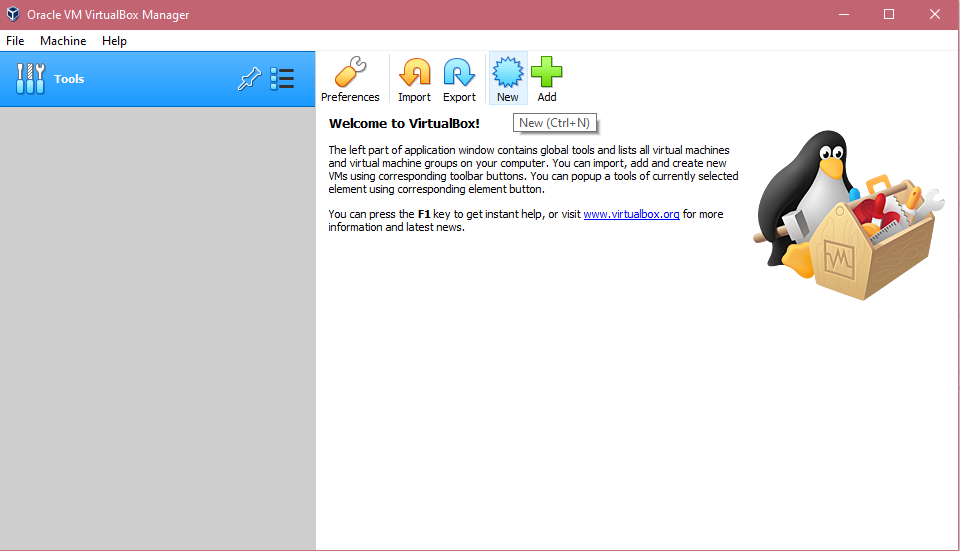 Oracle VM VirtualBox Manager
File Machine Help
Tools
Preferences Import Export New Add
New (Ctrl+N)
Welcome to VirtualBox!
The left part of application window contains global tools and lists all virtual machines
and virtual machine groups on your computer. You can import, add and create new
VMs using corresponding toolbar buttons. You can popup a tools of currently selected
element using corresponding element button.
You can press the F1 key to get instant help, or visit www.virtualbox.org for more
information and latest news.